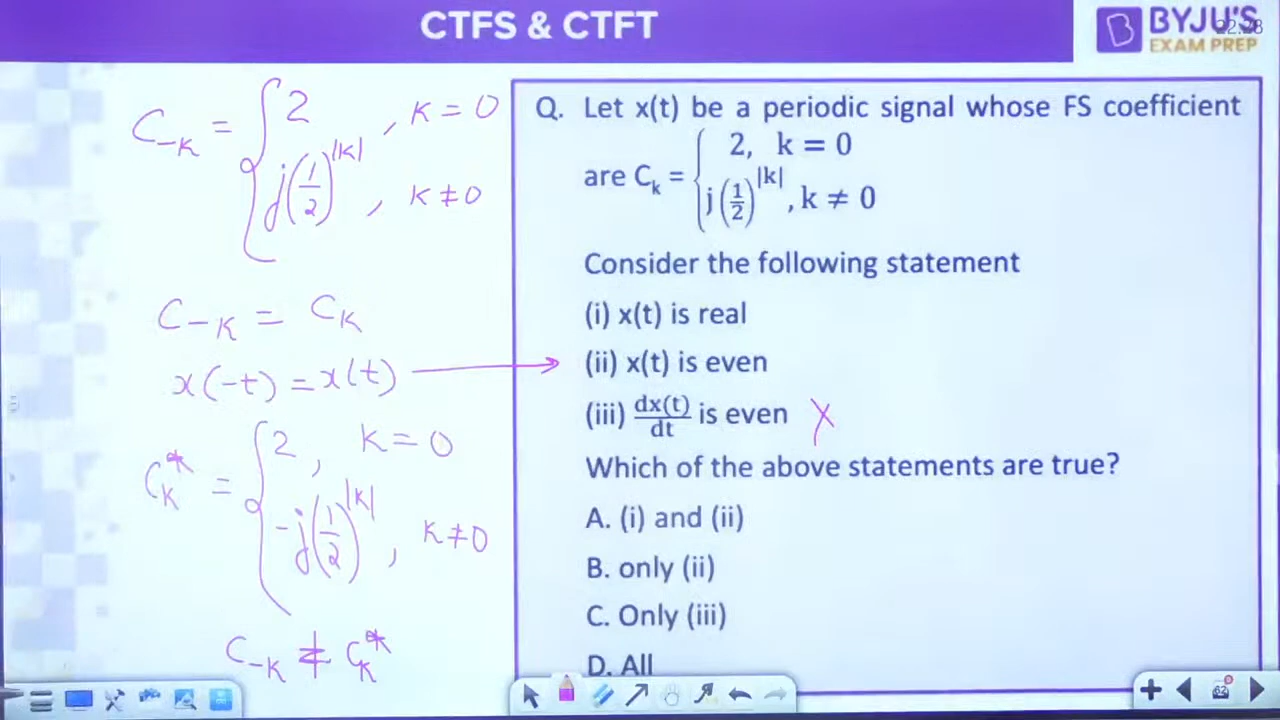 CTFS & CTFT
BYJU'S
EXAM PREP
22:28
C_{-k} = { 2, k = 0
j(1/2)^{|k|}, k ≠ 0
C_{-k} = C_k
x(-t) = x(t)
C_k^* = { 2, k = 0
-j(1/2)^{|k|}, k ≠ 0
C_{-k} ≠ C_k^*
Q. Let x(t) be a periodic signal whose FS coefficient
are C_k = { 2, k = 0
j(1/2)^{|k|}, k ≠ 0
Consider the following statement
(i) x(t) is real
(ii) x(t) is even
(iii) dx(t)/dt is even X
Which of the above statements are true?
A. (i) and (ii)
B. only (ii)
C. Only (iii)
D. All